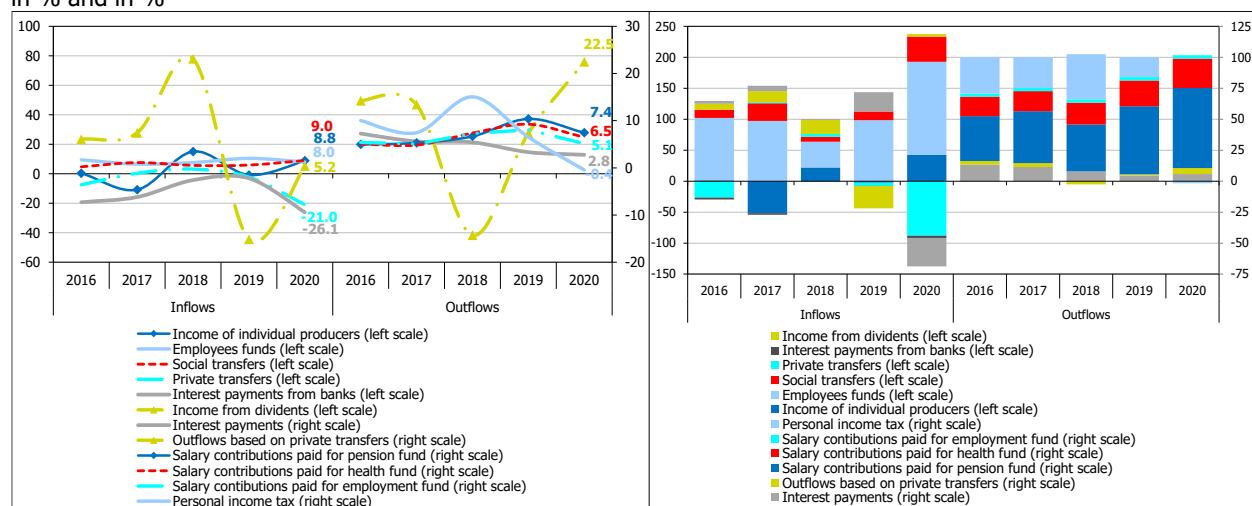 in % and in %
100
80
60
40
20
0
-20
-40
-60
30
20
10
0
-10
-20
22.5
9.0
8.8
8.0
5.2
-21.0
-26.1
7.4
6.5
5.1
2.8
-0.4
2016 2017 2018 2019 2020 2016 2017 2018 2019 2020
Inflows Outflows
Income of individual producers (left scale)
Employees funds (left scale)
Social transfers (left scale)
Private transfers (left scale)
Interest payments from banks (left scale)
Income from dividents (left scale)
Interest payments (right scale)
Outflows based on private transfers (right scale)
Salary contributions paid for pension fund (right scale)
Salary contributions paid for health fund (right scale)
Salary contibutions paid for employment fund (right scale)
Personal income tax (right scale)
250
200
150
100
50
0
-50
-100
-150
125
100
75
50
25
0
-25
-50
-75
2016 2017 2018 2019 2020 2016 2017 2018 2019 2020
Inflows Outflows
Income from dividends (left scale)
Interest payments from banks (left scale)
Private transfers (left scale)
Social transfers (left scale)
Employees funds (left scale)
Income of individual producers (left scale)
Personal income tax (right scale)
Salary contibutions paid for employment fund (right scale)
Salary contributions paid for health fund (right scale)
Salary contributions paid for pension fund (right scale)
Outflows based on private transfers (right scale)
Interest payments (right scale)